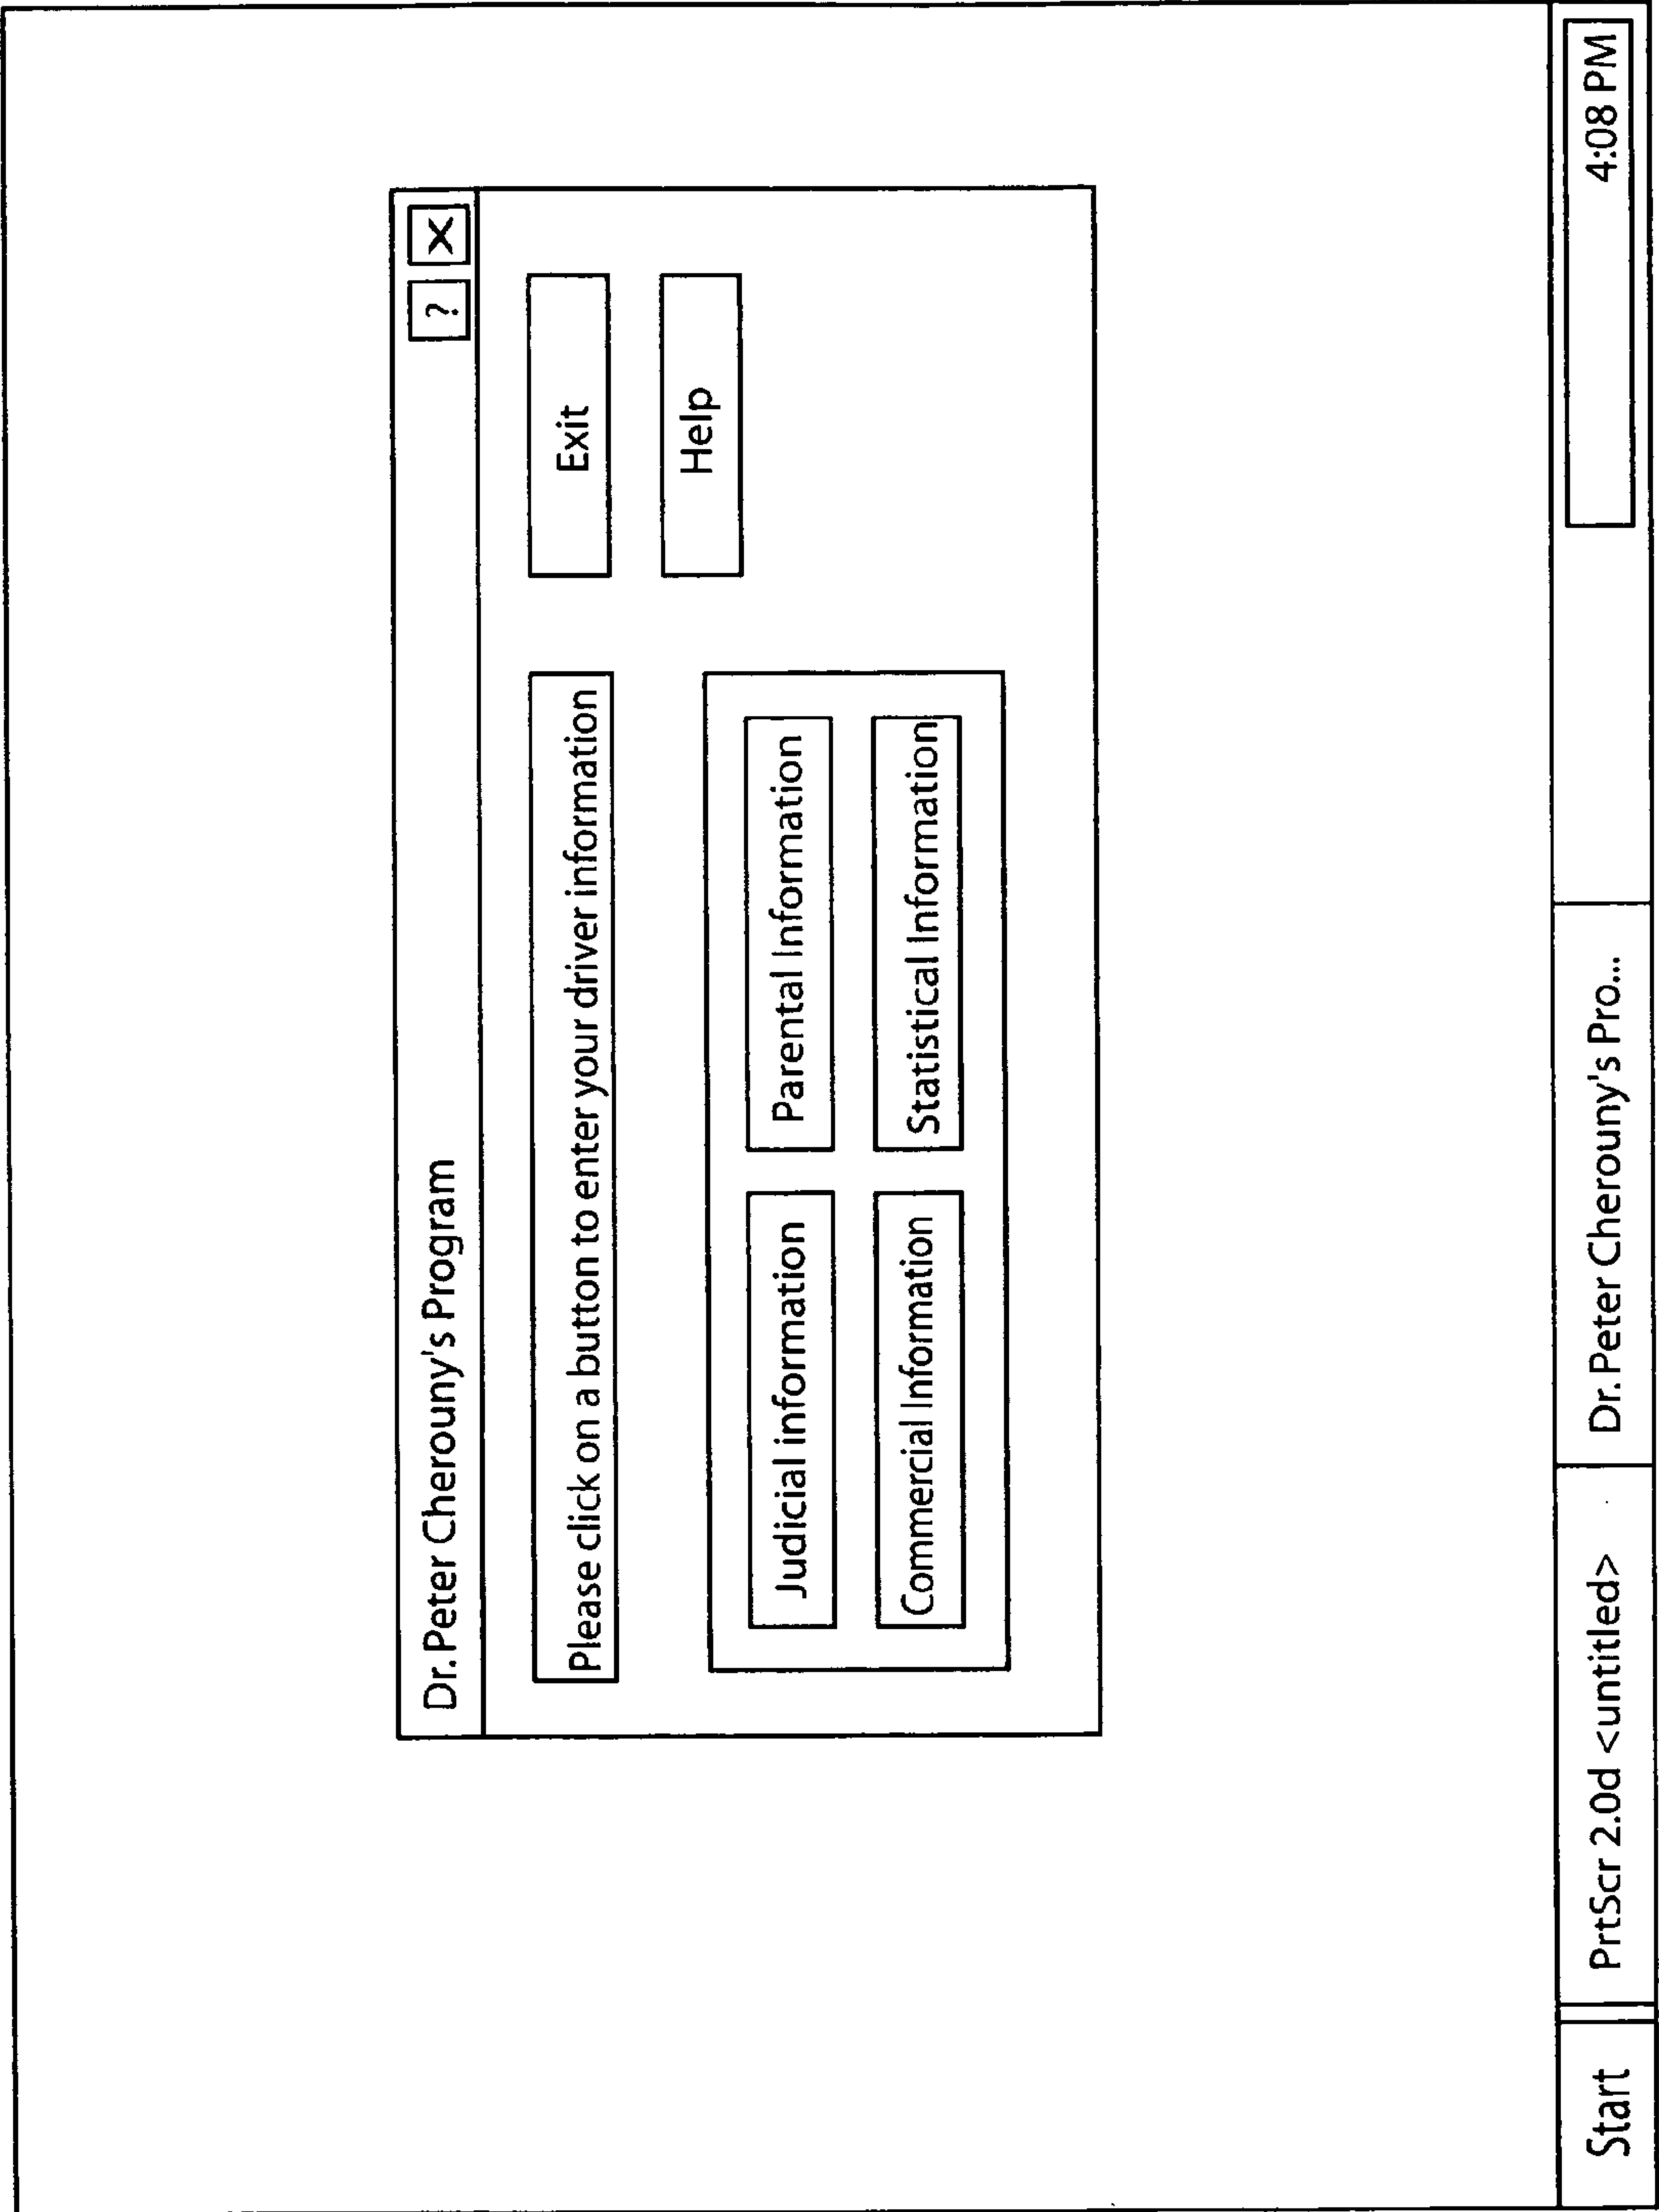 Dr. Peter Cherouny's Program
? X
Please click on a button to enter your driver information
Exit
Help
Judicial information
Parental Information
Commercial Information
Statistical Information
Start
PrtScr 2.0d <untitled>
Dr. Peter Cherouny's Pro...
4:08 PM